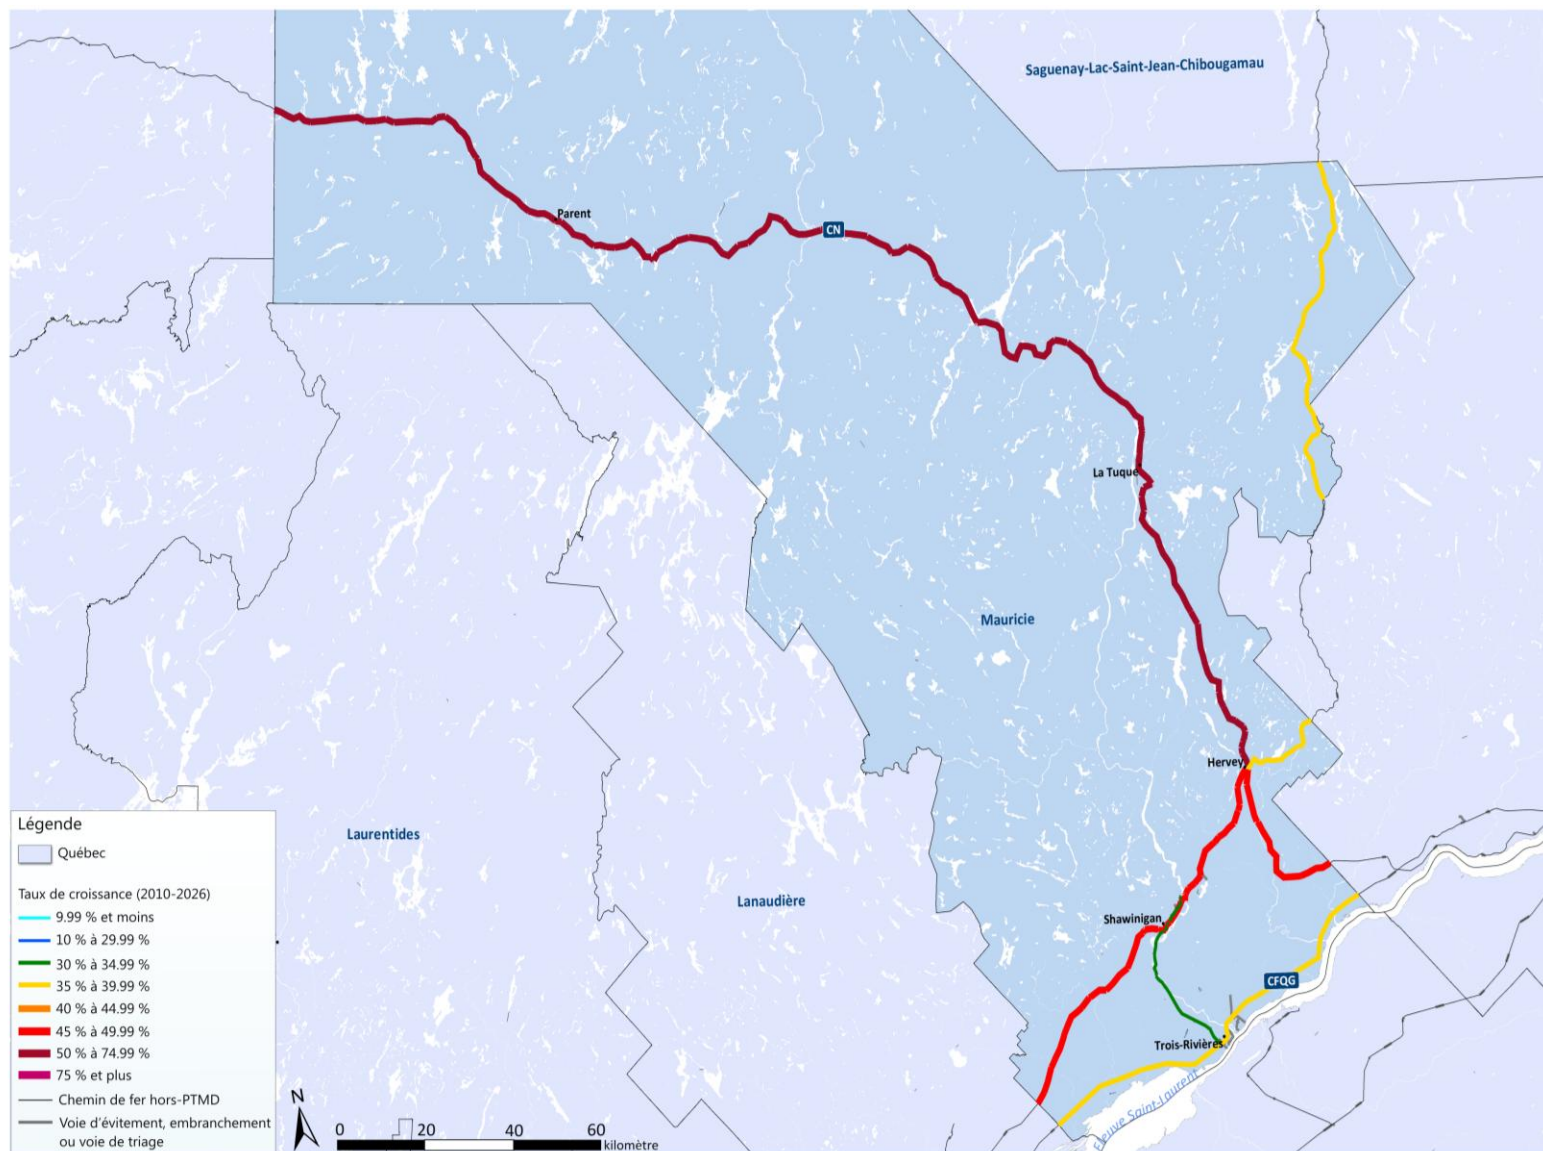 Saguenay-Lac-Saint-Jean-Chibougamau
Parent
CN
La Tuque
Mauricie
Hervey
Légende
Québec
Taux de croissance (2010-2026)
9.99 % et moins
10 % à 29.99 %
30 % à 34.99 %
35 % à 39.99 %
40 % à 44.99 %
45 % à 49.99 %
50 % à 74.99 %
75 % et plus
Chemin de fer hors-PTMD
Voie d'évitement, embranchement
ou voie de triage
Laurentides
Lanaudière
Shawinigan
CFQG
Trois-Rivières
Fleuve Saint-Laurent
N
0 20 40 60
kilomètre